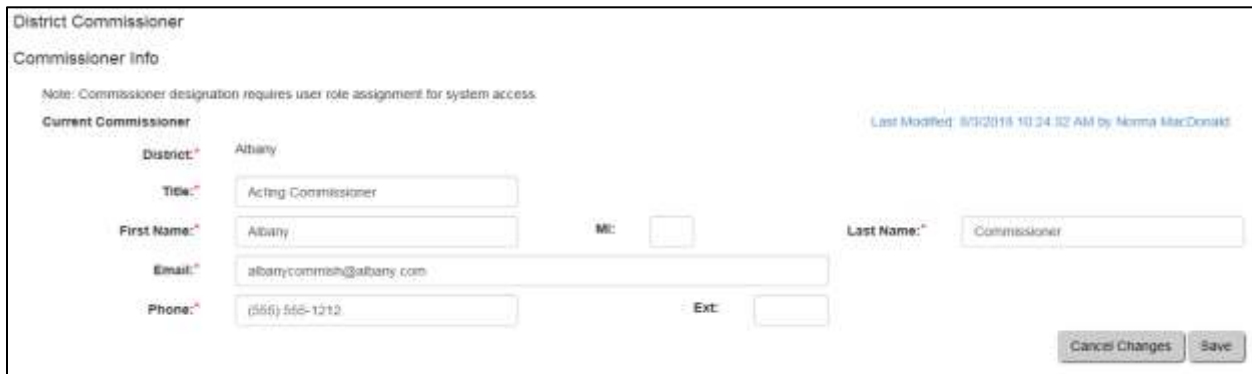 District Commissioner
Commissioner Info
Note: Commissioner designation requires user role assignment for system access.
Current Commissioner Last Modified: 8/3/2018 10:24:32 AM by Norma MacDonald
District:* Albany
Title:* Acting Commissioner
First Name:* Albany MI: Last Name:* Commissioner
Email:* albanycommish@albany.com
Phone:* (555) 555-1212 Ext:
Cancel Changes Save